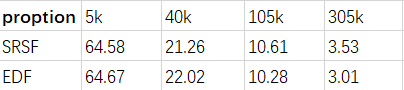 proption 5k 40k 105k 305k
SRSF 64.58 21.26 10.61 3.53
EDF 64.67 22.02 10.28 3.01